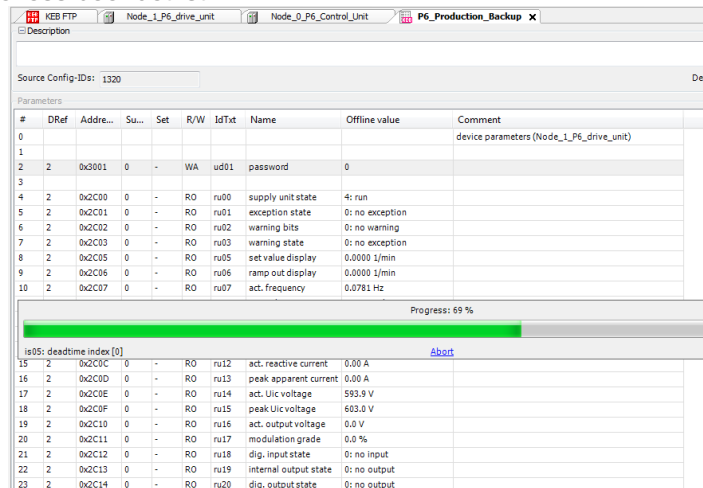 KEB FTP Node_1_P6_drive_unit Node_0_P6_Control_Unit P6_Production_Backup X
Description
Source Config-IDs: 1320 De
Parameters
# DRef Addre... Su... Set R/W IdTxt Name Offline value Comment
0 device parameters (Node_1_P6_drive_unit)
1
2 2 0x3001 0 - WA ud01 password 0
3
4 2 0x2C00 0 - RO ru00 supply unit state 4: run
5 2 0x2C01 0 - RO ru01 exception state 0: no exception
6 2 0x2C02 0 - RO ru02 warning bits 0: no warning
7 2 0x2C03 0 - RO ru03 warning state 0: no exception
8 2 0x2C05 0 - RO ru05 set value display 0.0000 1/min
9 2 0x2C06 0 - RO ru06 ramp out display 0.0000 1/min
10 2 0x2C07 0 - RO ru07 act. frequency 0.0781 Hz
Progress: 69 %
is05: deadtime index [0] Abort
15 2 0x2C0C 0 - RO ru12 act. reactive current 0.00 A
16 2 0x2C0D 0 - RO ru13 peak apparent current 0.00 A
17 2 0x2C0E 0 - RO ru14 act. Uic voltage 593.9 V
18 2 0x2C0F 0 - RO ru15 peak Uic voltage 603.0 V
19 2 0x2C10 0 - RO ru16 act. output voltage 0.0 V
20 2 0x2C11 0 - RO ru17 modulation grade 0.0 %
21 2 0x2C12 0 - RO ru18 dig. input state 0: no input
22 2 0x2C13 0 - RO ru19 internal output state 0: no output
23 2 0x2C14 0 - RO ru20 dig. output state 0: no output